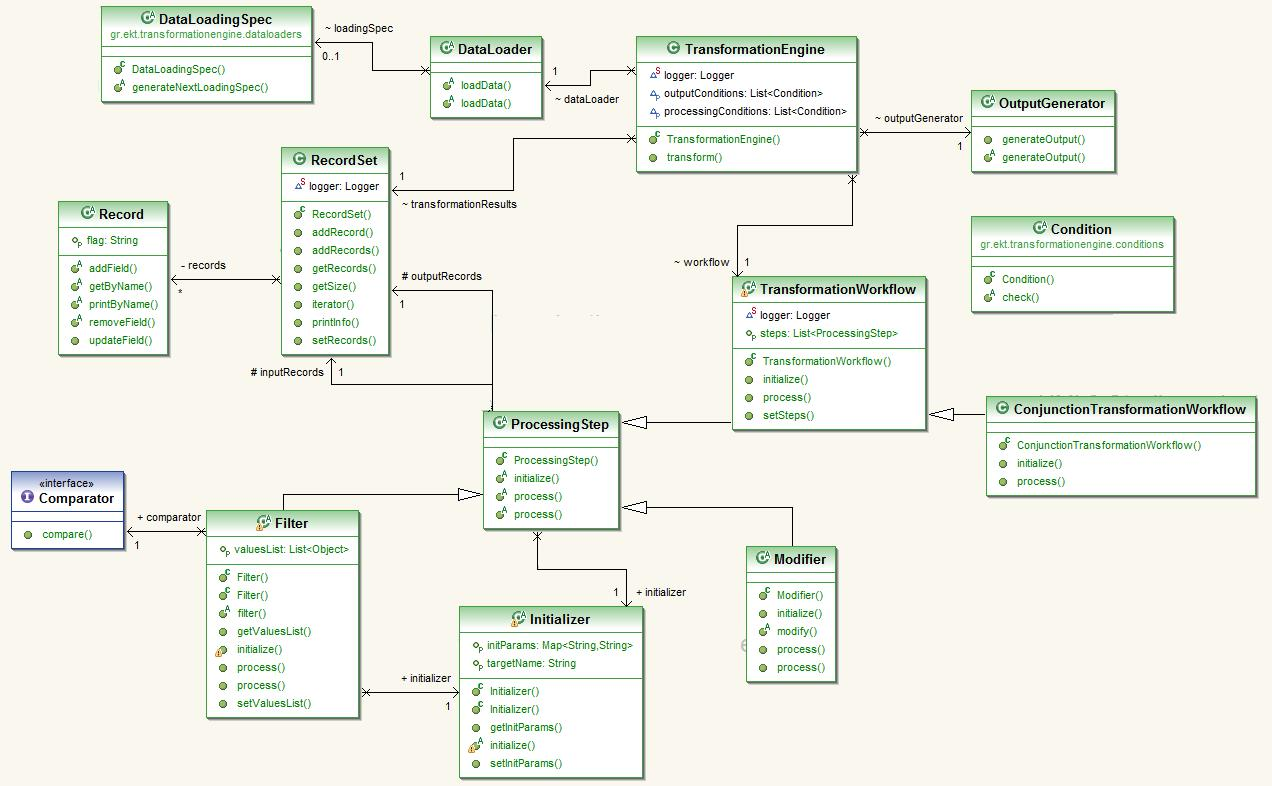 DataLoadingSpec
gr.ekt.transformationengine.dataloaders
DataLoadingSpec()
generateNextLoadingSpec()
~ loadingSpec
0..1
DataLoader
loadData()
loadData()
1
~ dataLoader
TransformationEngine
logger: Logger
outputConditions: List<Condition>
processingConditions: List<Condition>
TransformationEngine()
transform()
~ outputGenerator
1
OutputGenerator
generateOutput()
generateOutput()
RecordSet
logger: Logger
RecordSet()
addRecord()
addRecords()
getRecords()
getSize()
iterator()
printInfo()
setRecords()
1
~ transformationResults
Record
flag: String
addField()
getByName()
printByName()
removeField()
updateField()
- records
*
# outputRecords
1
# inputRecords
1
~ workflow
1
Condition
gr.ekt.transformationengine.conditions
Condition()
check()
TransformationWorkflow
logger: Logger
steps: List<ProcessingStep>
TransformationWorkflow()
initialize()
process()
setSteps()
ConjunctionTransformationWorkflow
ConjunctionTransformationWorkflow()
initialize()
process()
ProcessingStep
ProcessingStep()
initialize()
process()
process()
«interface»
Comparator
compare()
+ comparator
1
Filter
valuesList: List<Object>
Filter()
Filter()
filter()
getValuesList()
initialize()
process()
process()
setValuesList()
1
+ initializer
Modifier
Modifier()
initialize()
modify()
process()
process()
Initializer
initParams: Map<String,String>
targetName: String
Initializer()
Initializer()
getInitParams()
initialize()
setInitParams()
+ initializer
1